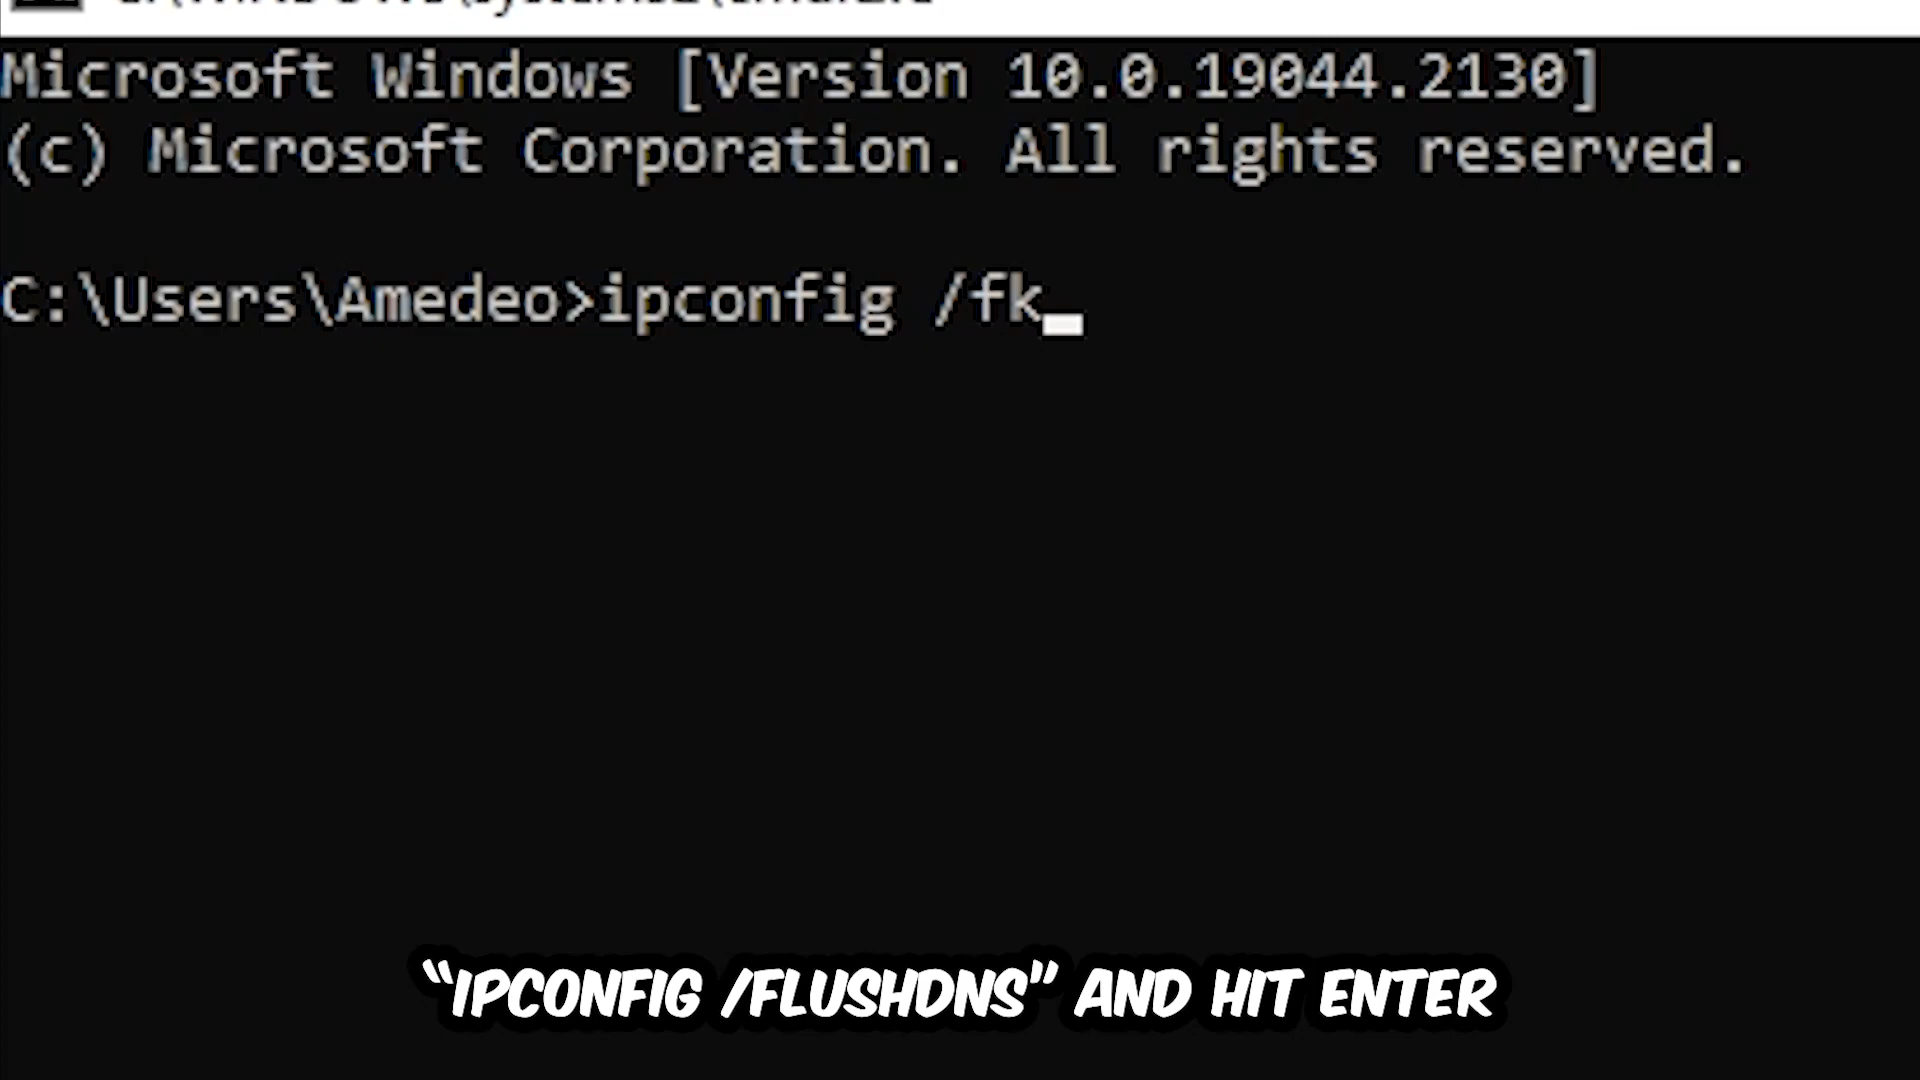 Microsoft Windows [Version 10.0.19044.2130]
(c) Microsoft Corporation. All rights reserved.
C:\Users\Amedeo>ipconfig /fk
“IPCONFIG /FLUSHDNS” AND HIT ENTER